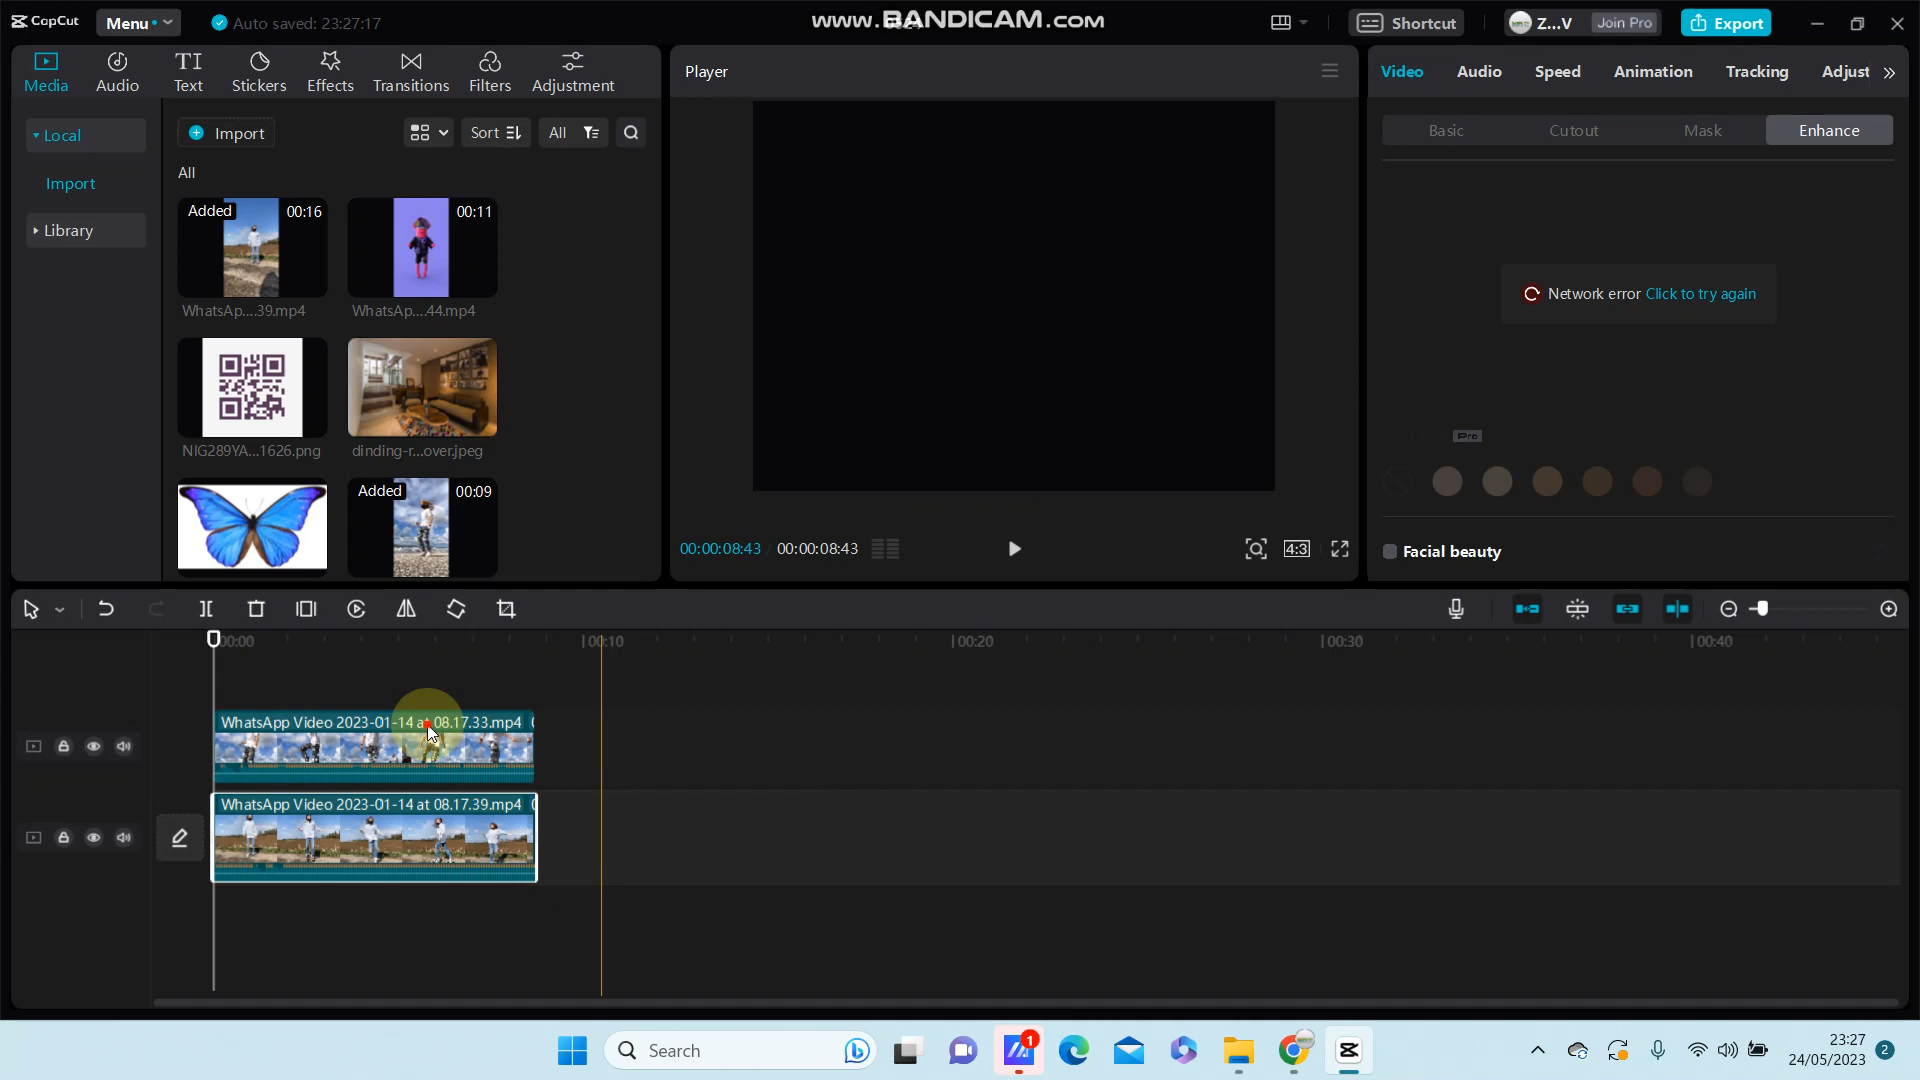 CapCut
Menu
Auto saved: 23:27:17
www.BANDICAM.COM
Shortcut
Z...V
Join Pro
Export
Media
Audio
Text
Stickers
Effects
Transitions
Filters
Adjustment
Player
Video
Audio
Speed
Animation
Tracking
Adjust
Local
Import
Library
Import
Sort
All
All
Added
00:16
WhatsAp....39.mp4
00:11
WhatsAp....44.mp4
NIG289YA...1626.png
dinding-r...over.jpeg
Added
00:09
00:00:08:43
00:00:08:43
4:3
Basic
Cutout
Mask
Enhance
Network error Click to try again
Pro
Facial beauty
00:00
00:10
00:20
00:30
00:40
WhatsApp Video 2023-01-14 at 08.17.33.mp4
WhatsApp Video 2023-01-14 at 08.17.39.mp4
Search
1
23:27
24/05/2023
2